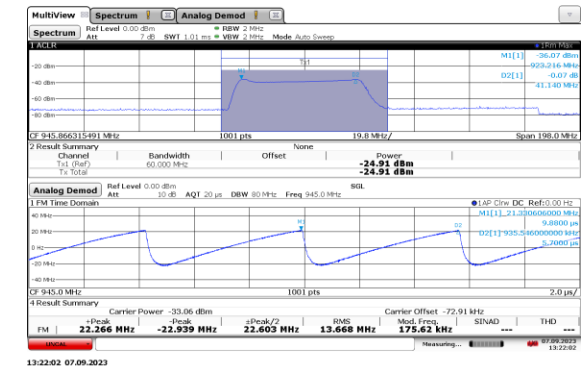 MultiView Spectrum ! Analog Demod !
Spectrum Ref Level 0.00 dBm RBW 2 MHz
Att 7 dB SWT 1.01 ms VBW 2 MHz Mode Auto Sweep
1 ACLR 1Rm Max
M1[1] -36.07 dBm
923.216 MHz
D2[1] -0.07 dB
41.140 MHz
Tx1
M1
D2
-20 dBm
-40 dBm
-60 dBm
-80 dBm
CF 945.866315491 MHz 1001 pts 19.8 MHz/ Span 198.0 MHz
2 Result Summary None
Channel Bandwidth Offset Power
Tx1 (Ref) 60.000 MHz -24.91 dBm
Tx Total -24.91 dBm
Analog Demod Ref Level 0.00 dBm SGL
Att 10 dB AQT 20 µs DBW 80 MHz Freq 945.0 MHz
1 FM Time Domain 1AP Clrw DC Ref:0.00 Hz
M1[1] 21.330606000 MHz
9.8800 µs
D2[1] 935.546000000 kHz
5.7000 µs
M1
D2
40 MHz
20 MHz
0 Hz
-20 MHz
-40 MHz
CF 945.0 MHz 1001 pts 2.0 µs/
4 Result Summary
Carrier Power -33.06 dBm Carrier Offset -72.91 kHz
+Peak -Peak ±Peak/2 RMS Mod. Freq. SINAD THD
FM 22.266 MHz -22.939 MHz 22.603 MHz 13.668 MHz 175.62 kHz --- ---
UNCAL Measuring... 07.09.2023
13:22:02
13:22:02 07.09.2023